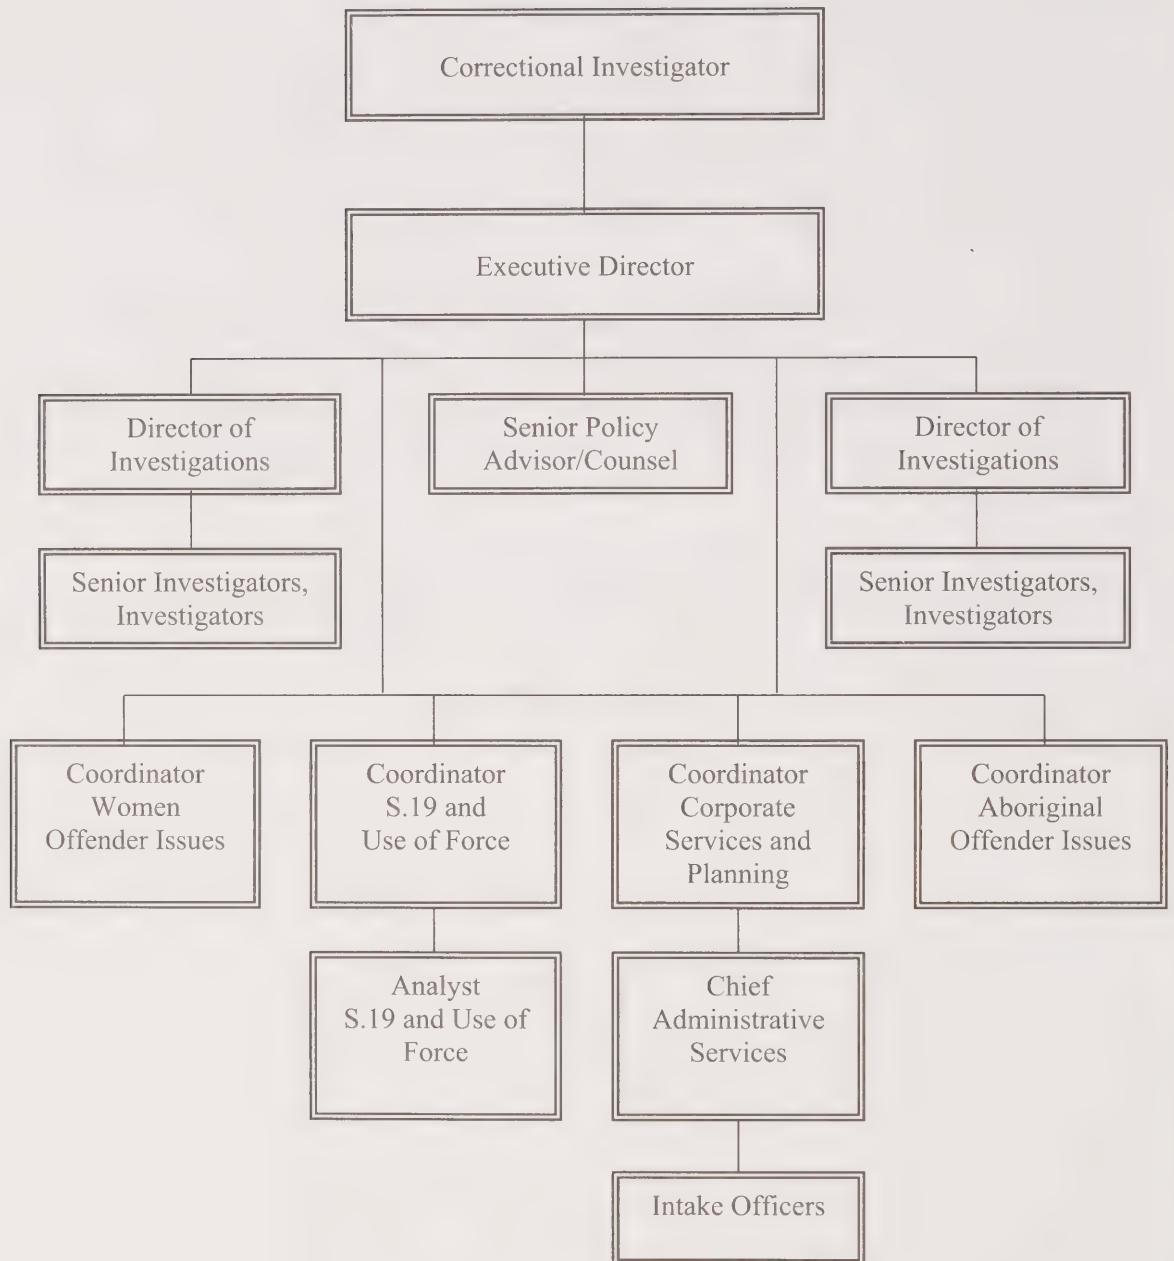 Correctional Investigator
Executive Director
Director of
Investigations
Senior Policy
Advisor/Counsel
Director of
Investigations
Senior Investigators,
Investigators
Senior Investigators,
Investigators
Coordinator
Women
Offender Issues
Coordinator
S.19 and
Use of Force
Coordinator
Corporate
Services and
Planning
Coordinator
Aboriginal
Offender Issues
Analyst
S.19 and Use of
Force
Chief
Administrative
Services
Intake Officers